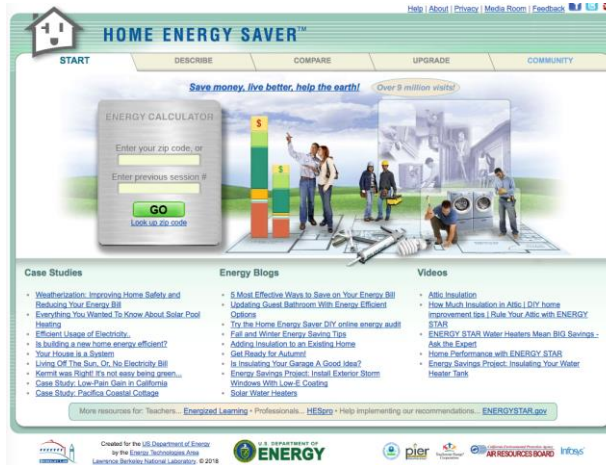 Help | About | Privacy | Media Room | Feedback
HOME ENERGY SAVER™
START DESCRIBE COMPARE UPGRADE COMMUNITY
Save money, live better, help the earth! Over 9 million visits!
ENERGY CALCULATOR
Enter your zip code, or
Enter previous session #
GO
Look up zip code
$
$
Case Studies
Weatherization: Improving Home Safety and
Reducing Your Energy Bill
Everything You Wanted To Know About Solar Pool
Heating
Efficient Usage of Electricity..
Is building a new home energy efficient?
Your House is a System
Living Off The Sun, Or, No Electricity Bill
Kermit was Right! It's not easy being green...
Case Study: Low-Pain Gain in California
Case Study: Pacifica Coastal Cottage
Energy Blogs
5 Most Effective Ways to Save on Your Energy Bill
Updating Guest Bathroom With Energy Efficient
Options
Try the Home Energy Saver DIY online energy audit
Fall and Winter Energy Saving Tips
Adding Insulation to an Existing Home
Get Ready for Autumn!
Is Insulating Your Garage A Good Idea?
Energy Savings Project: Install Exterior Storm
Windows With Low-E Coating
Solar Water Heaters
Videos
Attic Insulation
How Much Insulation in Attic | DIY home
improvement tips | Rule Your Attic with ENERGY
STAR
ENERGY STAR Water Heaters Mean BIG Savings -
Ask the Expert
Home Performance with ENERGY STAR
Energy Savings Project: Insulating Your Water
Heater Tank
More resources for: Teachers... Energized Learning • Professionals... HESpro • Help implementing our recommendations... ENERGYSTAR.gov
Created for the US Department of Energy
by the Energy Technologies Area
Lawrence Berkeley National Laboratory, © 2018
U.S. DEPARTMENT OF
ENERGY
pier
California Environmental Protection Agency
AIR RESOURCES BOARD
Infosys